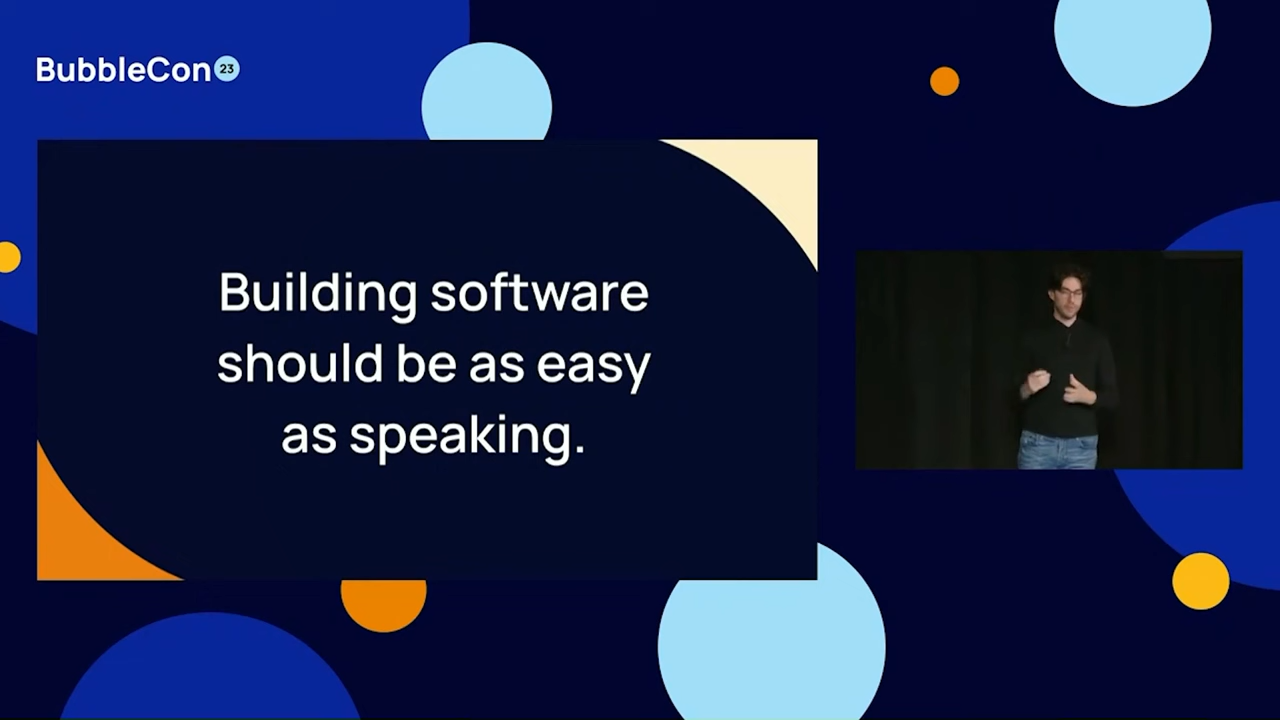 BubbleCon 23
Building software
should be as easy
as speaking.